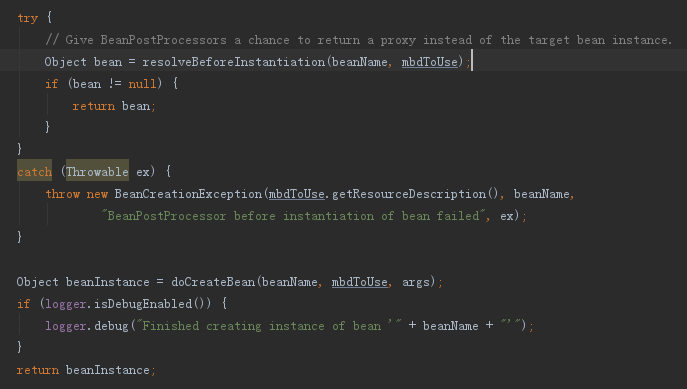 try {
// Give BeanPostProcessors a chance to return a proxy instead of the target bean instance.
Object bean = resolveBeforeInstantiation(beanName, mbdToUse);
if (bean != null) {
return bean;
}
}
catch (Throwable ex) {
throw new BeanCreationException(mbdToUse.getResourceDescription(), beanName,
"BeanPostProcessor before instantiation of bean failed", ex);
}
Object beanInstance = doCreateBean(beanName, mbdToUse, args);
if (logger.isDebugEnabled()) {
logger.debug("Finished creating instance of bean '" + beanName + "'");
}
return beanInstance;